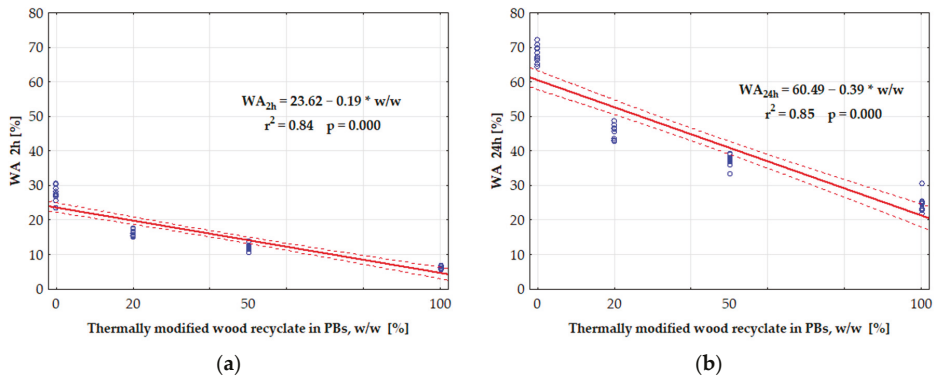 80
70
60
50
40
30
20
10
0
WA 2h [%]
WA₂ₕ = 23.62 − 0.19 * w/w
r² = 0.84 p = 0.000
0 20 50 100
Thermally modified wood recyclate in PBs, w/w [%]
(a)
80
70
60
50
40
30
20
10
0
WA 24h [%]
WA₂₄ₕ = 60.49 − 0.39 * w/w
r² = 0.85 p = 0.000
0 20 50 100
Thermally modified wood recyclate in PBs, w/w [%]
(b)